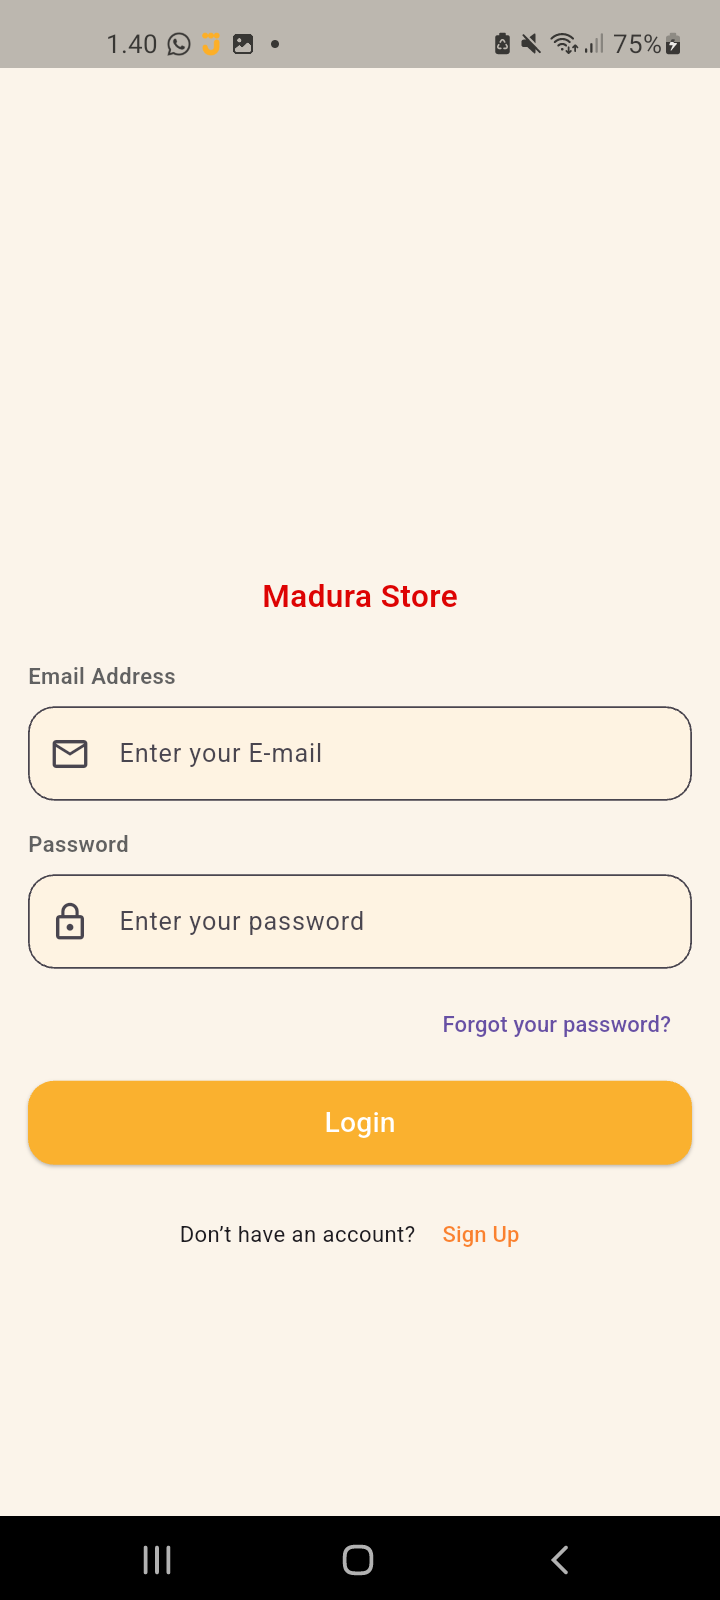 1.40
75%
Madura Store
Email Address
Enter your E-mail
Password
Enter your password
Forgot your password?
Login
Don’t have an account? Sign Up